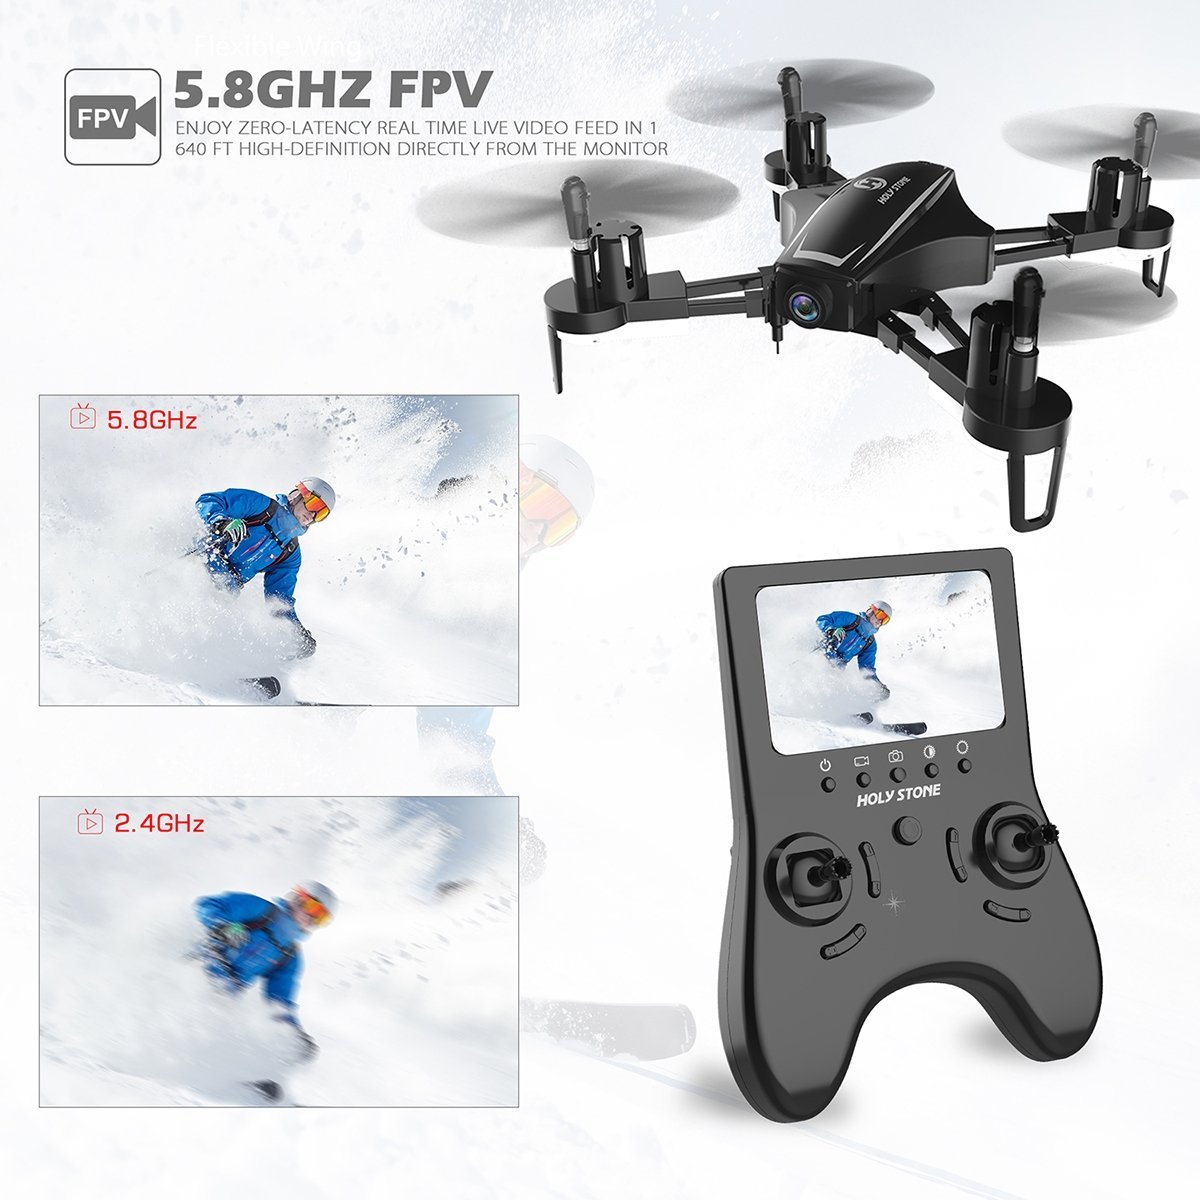 Flexible Wing
FPV
5.8GHZ FPV
ENJOY ZERO-LATENCY REAL TIME LIVE VIDEO FEED IN 1
640 FT HIGH-DEFINITION DIRECTLY FROM THE MONITOR
HOLY STONE
5.8GHz
HOLY STONE
2.4GHz